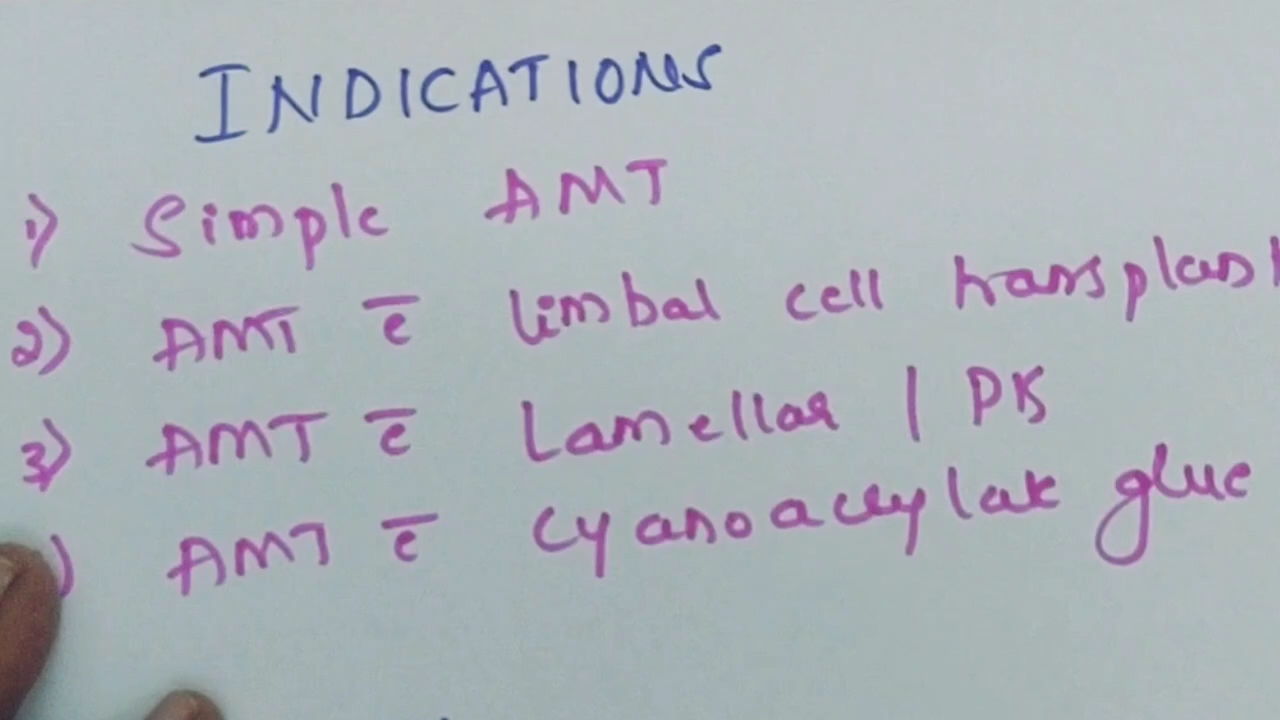 INDICATIONS
1) Simple AMT
2) AMT c̅ limbal cell transplant
3) AMT c̅ Lamellar / PK
) AMT c̅ Cyanoacrylate glue